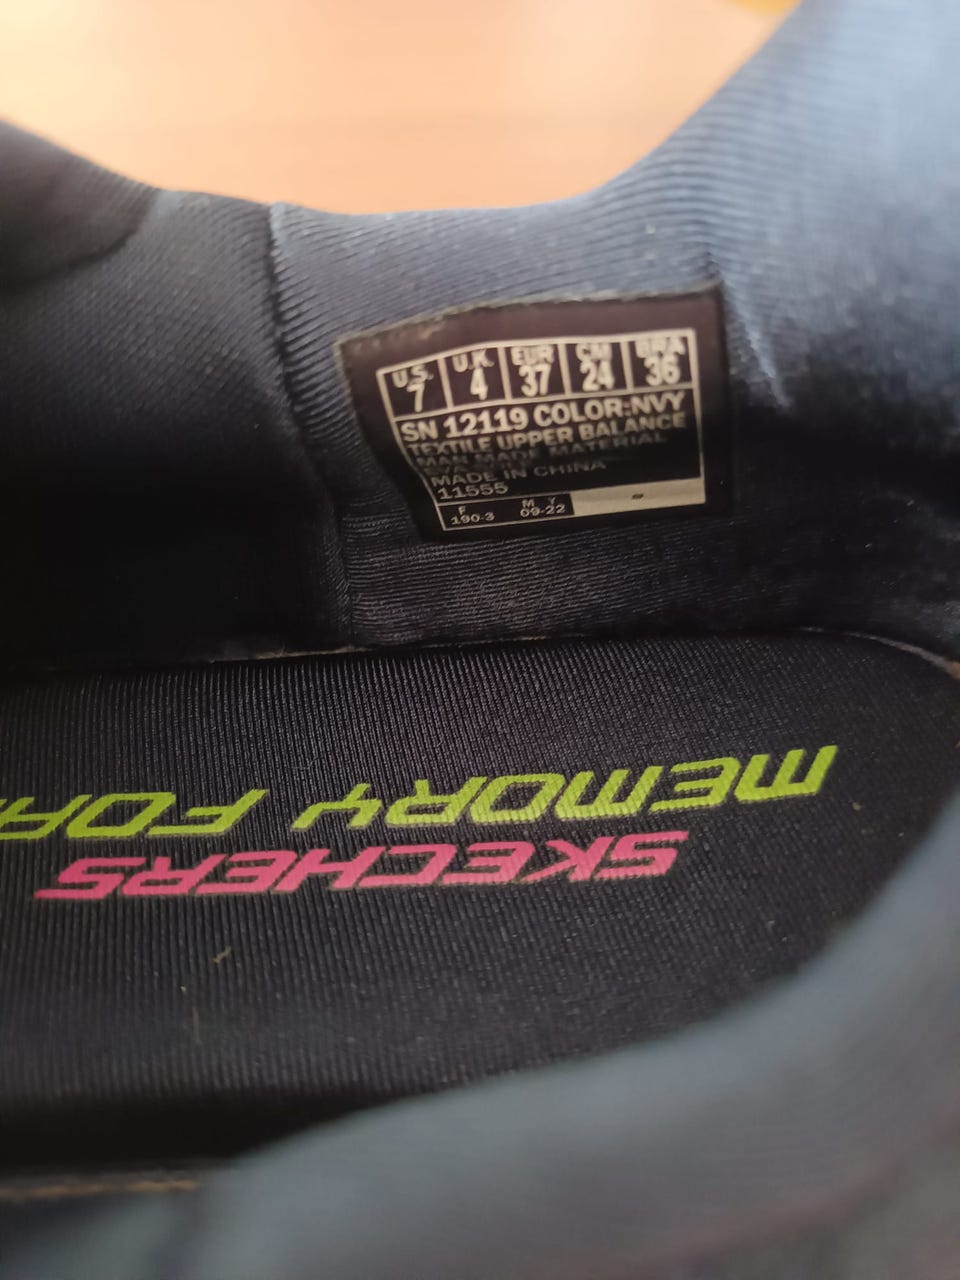 U.S. U.K. EUR CM BRA
7 4 37 24 36
SN 12119 COLOR:NVY
TEXTILE UPPER BALANCE
MAN MADE MATERIAL
MADE IN CHINA
11555
F M Y
190-3 09-22
MEMORY FOA
SKECHERS